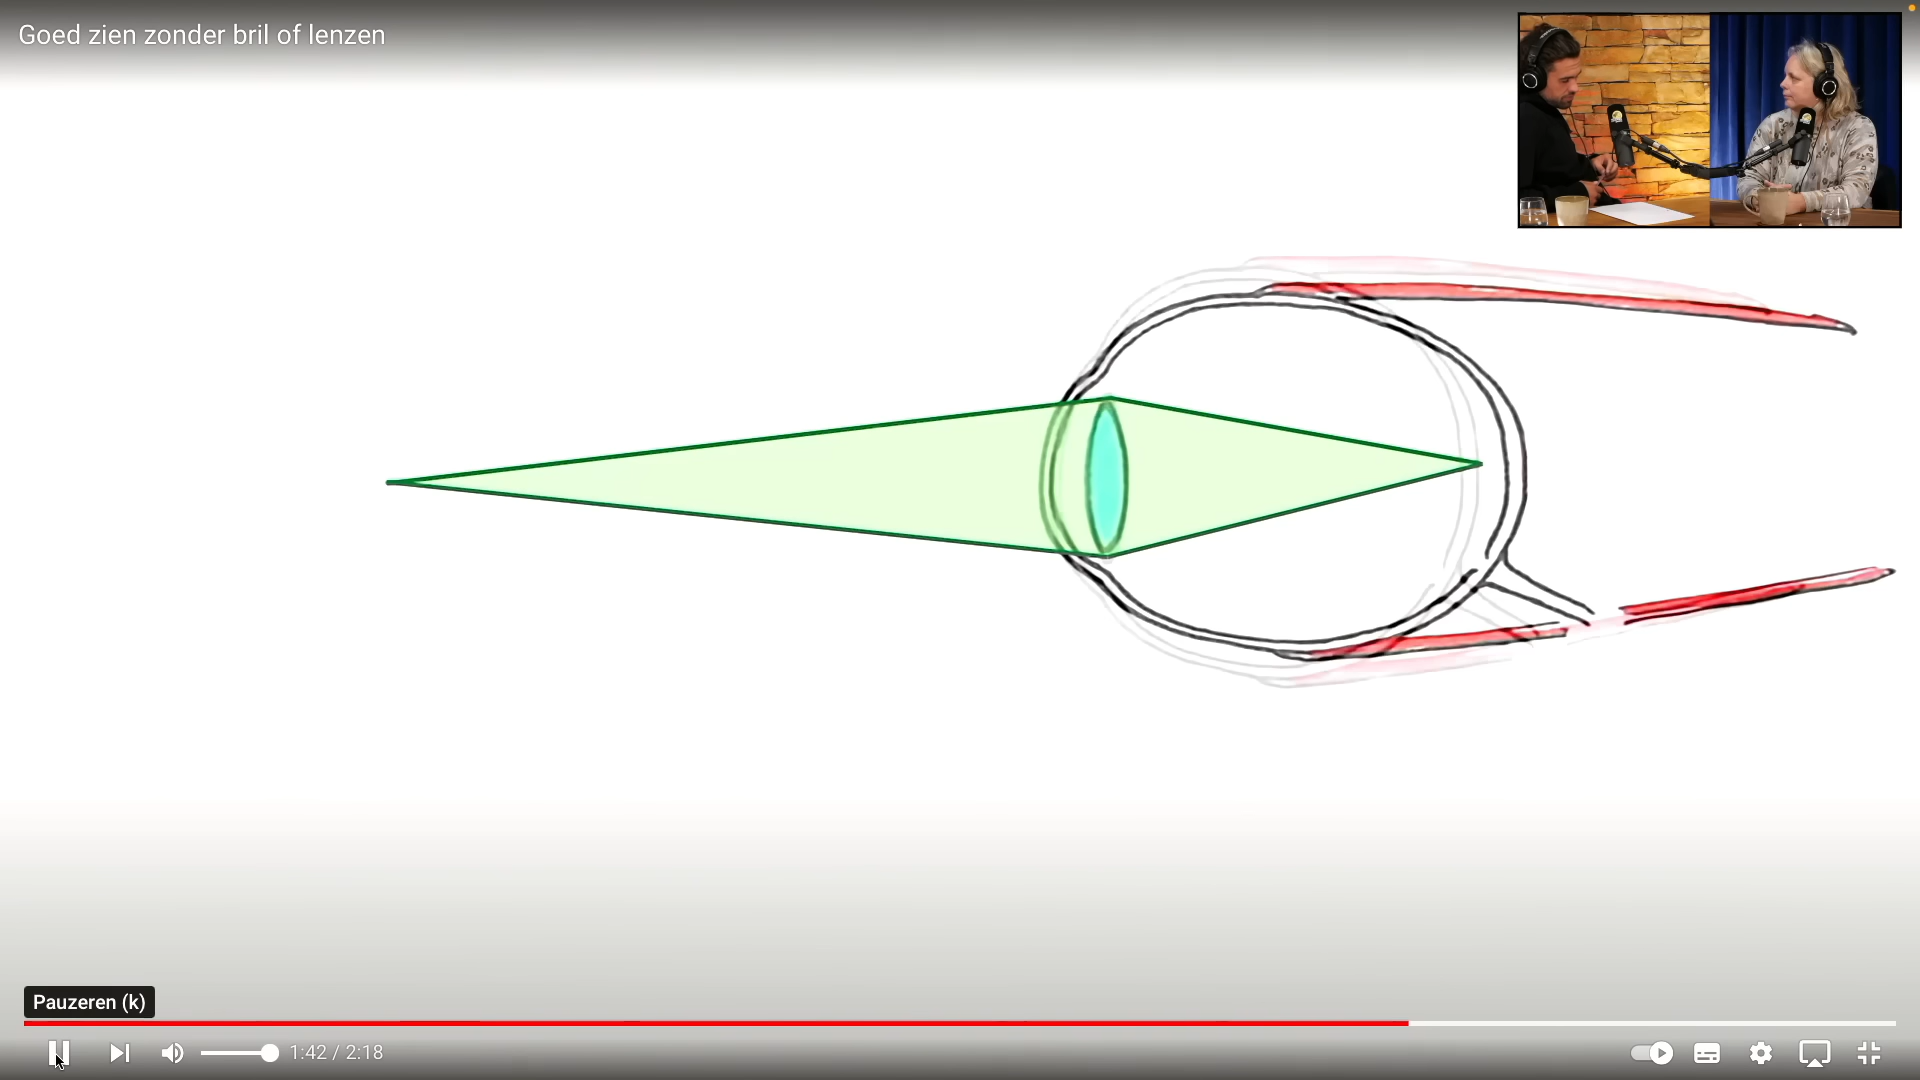 Goed zien zonder bril of lenzen
Pauzeren (k)
1:42 / 2:18